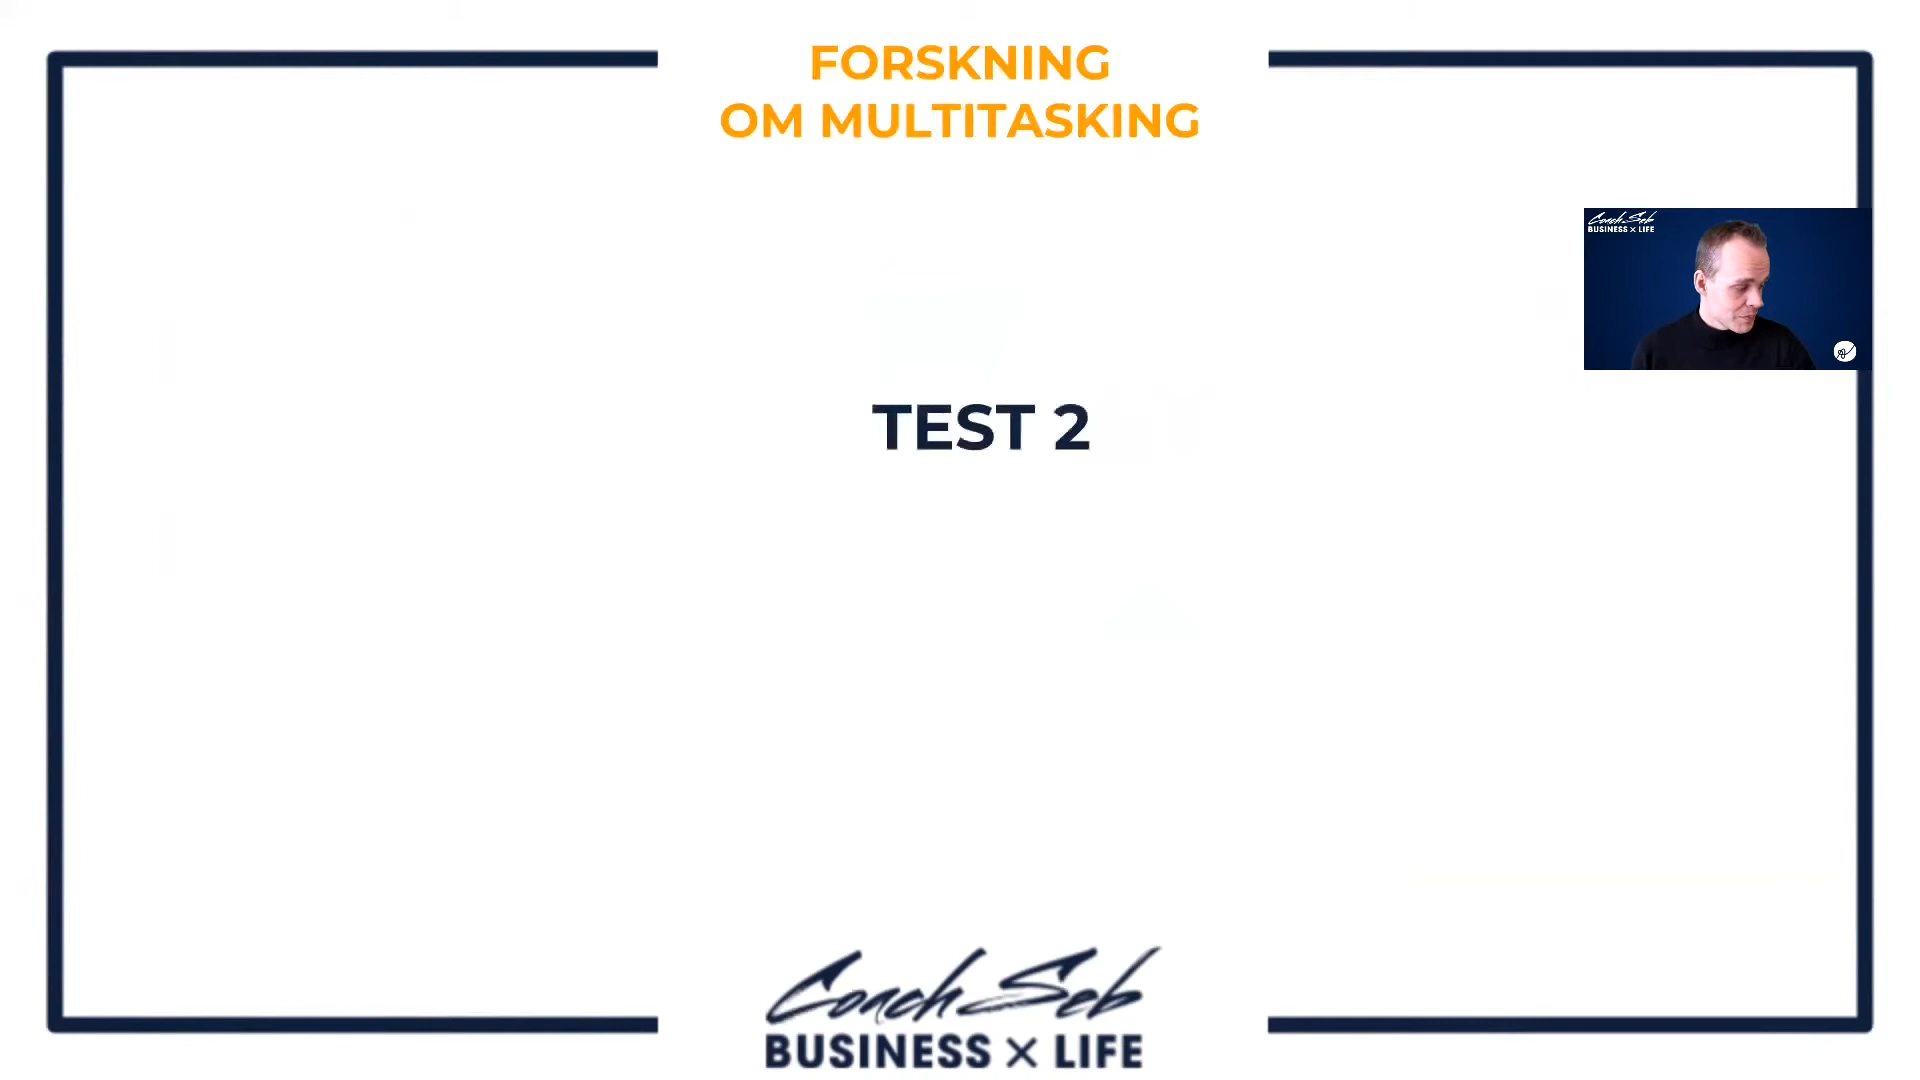 FORSKNING
OM MULTITASKING
Coach Seb
BUSINESS X LIFE
TEST 2
Coach Seb
BUSINESS X LIFE